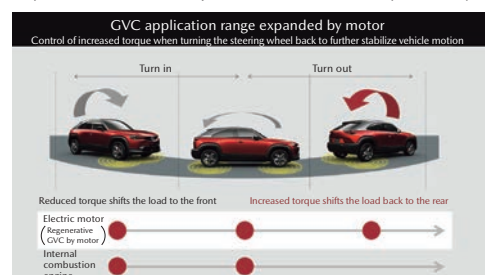 GVC application range expanded by motor
Control of increased torque when turning the steering wheel back to further stabilize vehicle motion
Turn in
Turn out
Reduced torque shifts the load to the front
Increased torque shifts the load back to the rear
Electric motor
(Regenerative
GVC by motor)
Internal
combustion
engine